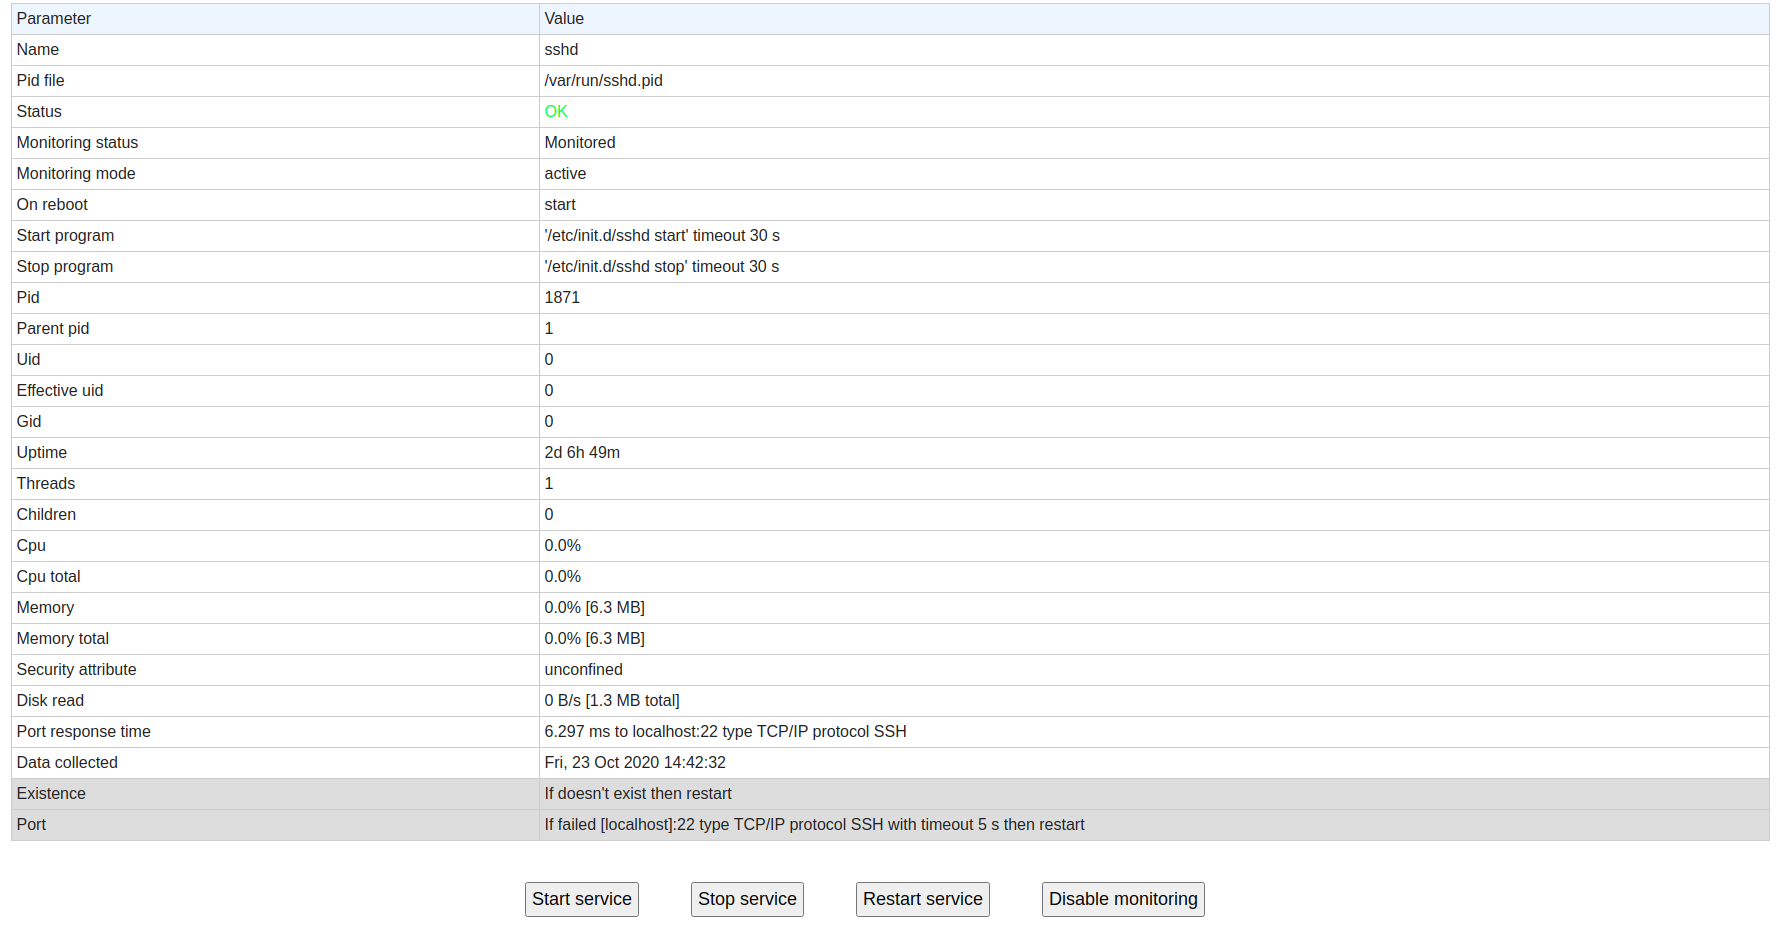 Parameter Value
Name sshd
Pid file /var/run/sshd.pid
Status OK
Monitoring status Monitored
Monitoring mode active
On reboot start
Start program '/etc/init.d/sshd start' timeout 30 s
Stop program '/etc/init.d/sshd stop' timeout 30 s
Pid 1871
Parent pid 1
Uid 0
Effective uid 0
Gid 0
Uptime 2d 6h 49m
Threads 1
Children 0
Cpu 0.0%
Cpu total 0.0%
Memory 0.0% [6.3 MB]
Memory total 0.0% [6.3 MB]
Security attribute unconfined
Disk read 0 B/s [1.3 MB total]
Port response time 6.297 ms to localhost:22 type TCP/IP protocol SSH
Data collected Fri, 23 Oct 2020 14:42:32
Existence If doesn't exist then restart
Port If failed [localhost]:22 type TCP/IP protocol SSH with timeout 5 s then restart
Start service Stop service Restart service Disable monitoring